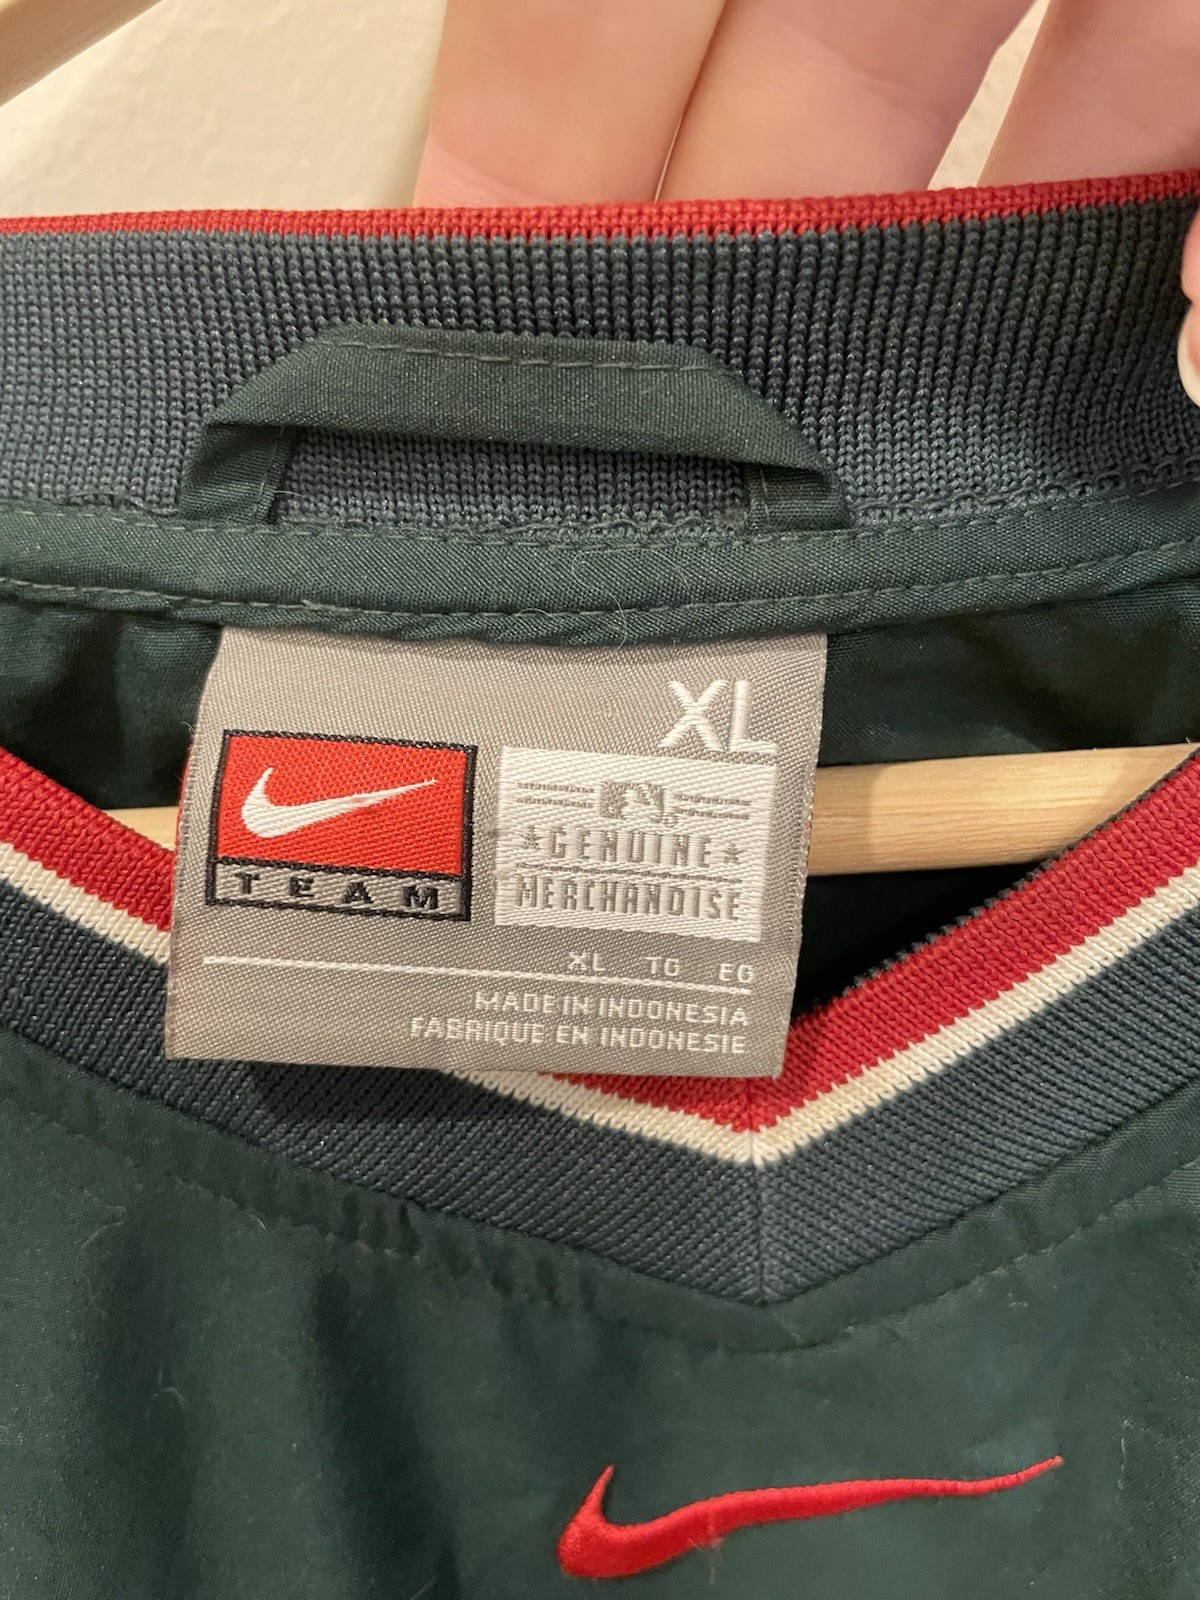 XL
TEAM
GENUINE
MERCHANDISE
XL TG EG
MADE IN INDONESIA
FABRIQUE EN INDONESIE